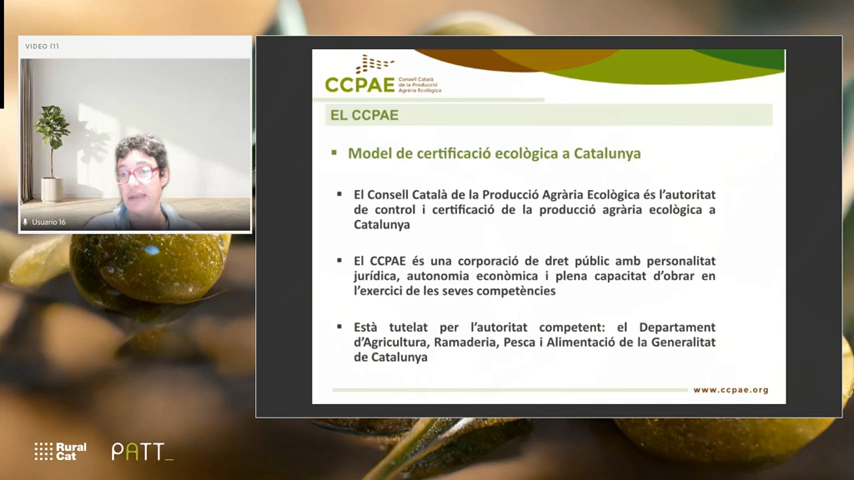 VIDEO (1)
Usuario 16
CCPAE
Consell Català
de la Producció
Agrària Ecològica
EL CCPAE
Model de certificació ecològica a Catalunya
El Consell Català de la Producció Agrària Ecològica és l'autoritat
de control i certificació de la producció agrària ecològica a
Catalunya
El CCPAE és una corporació de dret públic amb personalitat
jurídica, autonomia econòmica i plena capacitat d'obrar en
l'exercici de les seves competències
Està tutelat per l'autoritat competent: el Departament
d'Agricultura, Ramaderia, Pesca i Alimentació de la Generalitat
de Catalunya
www.ccpae.org
Rural
Cat
PATT_